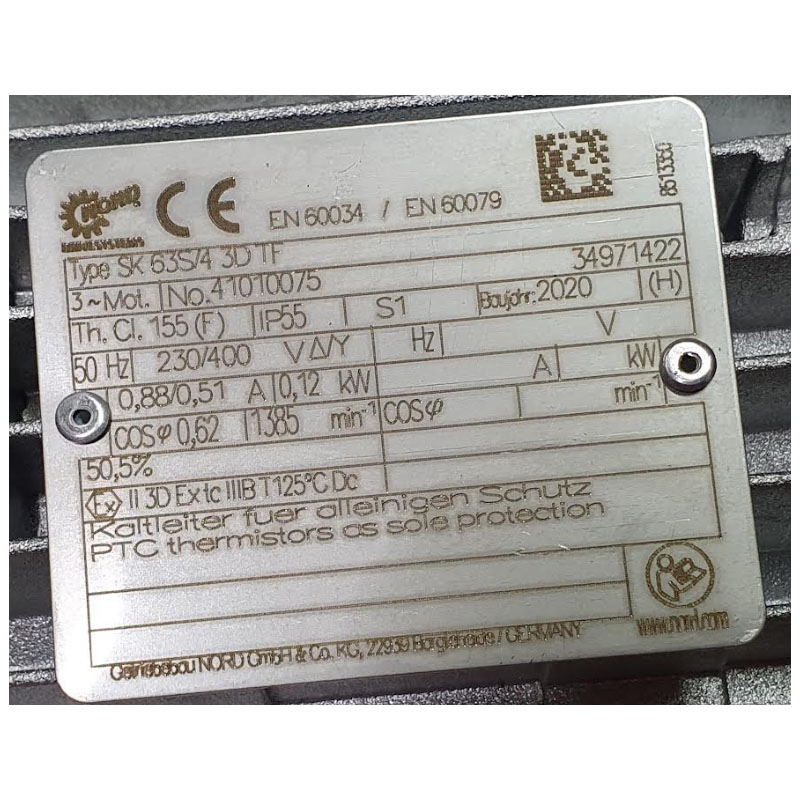 NORD
DRIVESYSTEMS
CE EN 60034 / EN 60079
8513350
Type SK 63S/4 3D TF 34971422
3~Mot. No. 41010075 Baujahr: 2020 (H)
Th. Cl. 155 (F) IP55 S1
50 Hz 230/400 V Δ/Y Hz V
0,88/0,51 A 0,12 kW A kW
COSφ 0,62 1385 min⁻¹ COSφ min⁻¹
50,5%
Ex II 3D Ex tc IIIB T125°C Dc
Kaltleiter fuer alleinigen Schutz
PTC thermistors as sole protection
www.nord.com
Getriebebau NORD GmbH & Co. KG, 22939 Bargteheide / GERMANY